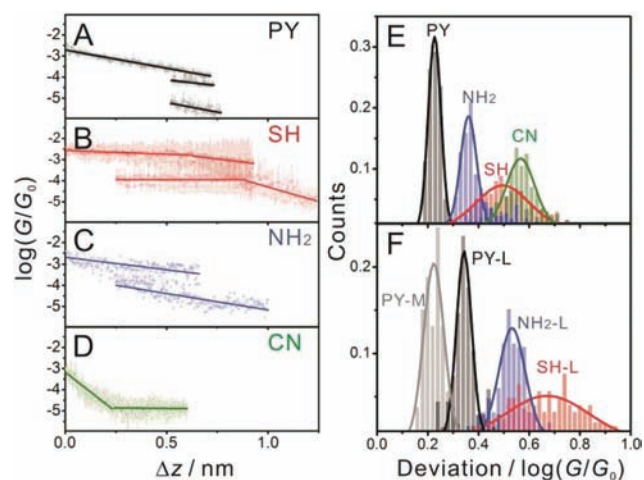 A PY
-2
-3
-4
-5
B SH
-1
-2
-3
-4
-5
C NH2
-2
-3
-4
-5
D CN
-2
-3
-4
-5
log(G/G0)
0.0 0.5 1.0
Δz / nm
E
PY
NH2
SH
CN
0.3
0.2
0.1
Counts
F
PY-M
PY-L
NH2-L
SH-L
0.2
0.1
0.0 0.2 0.4 0.6 0.8 1.0
Deviation / log(G/G0)